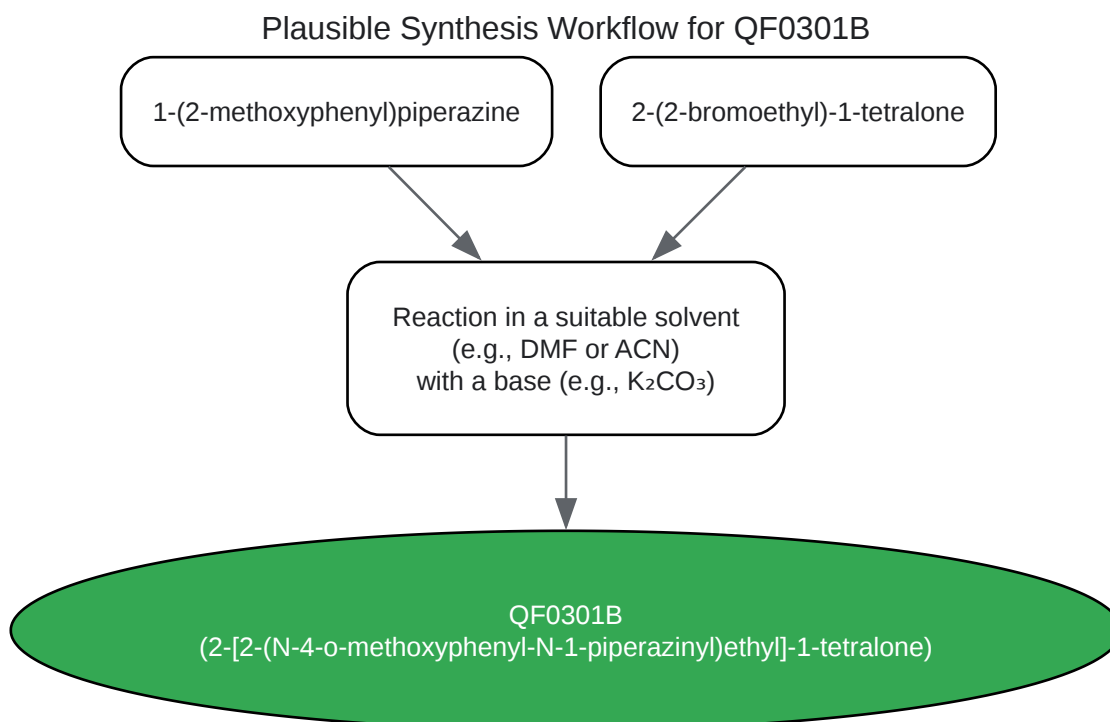 Plausible Synthesis Workflow for QF0301B
1-(2-methoxyphenyl)piperazine
2-(2-bromoethyl)-1-tetralone
Reaction in a suitable solvent
(e.g., DMF or ACN)
with a base (e.g., K₂CO₃)
QF0301B
(2-[2-(N-4-o-methoxyphenyl-N-1-piperazinyl)ethyl]-1-tetralone)